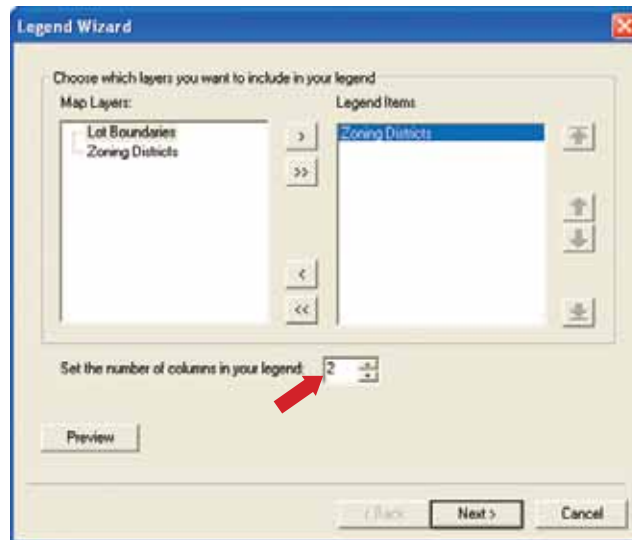 Legend Wizard
Choose which layers you want to include in your legend
Map Layers:
Legend Items
Lot Boundaries
Zoning Districts
Zoning Districts
>
>>
<
<<
Set the number of columns in your legend: 2
Preview
< Back Next > Cancel